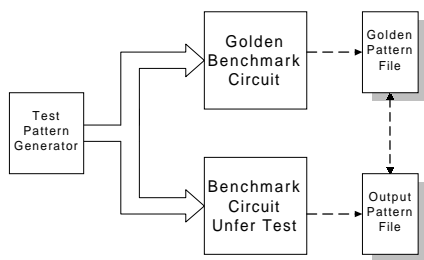 Golden
Benchmark
Circuit
Golden
Pattern
File
Test
Pattern
Generator
Benchmark
Circuit
Unfer Test
Output
Pattern
File